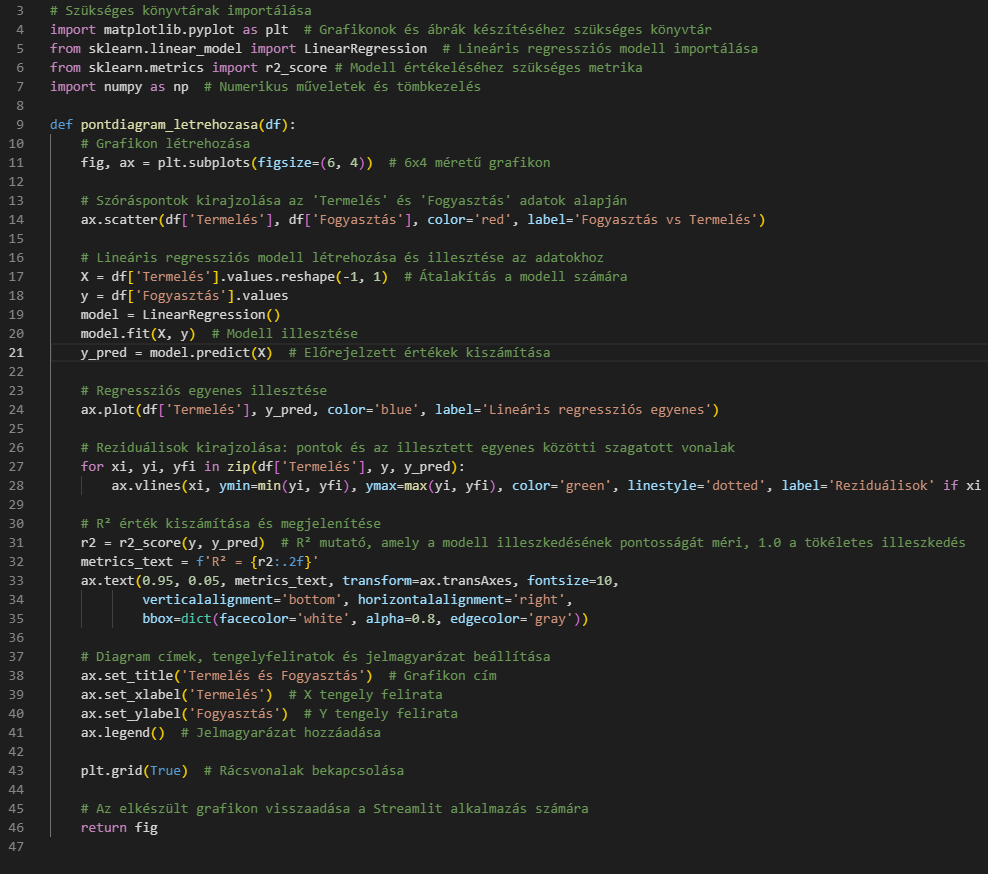 3 # Szükséges könyvtárak importálása
4 import matplotlib.pyplot as plt  # Grafikonok és ábrák készítéséhez szükséges könyvtár
5 from sklearn.linear_model import LinearRegression  # Lineáris regressziós modell importálása
6 from sklearn.metrics import r2_score # Modell értékeléséhez szükséges metrika
7 import numpy as np  # Numerikus műveletek és tömbkezelés
8
9 def pontdiagram_letrehozasa(df):
10     # Grafikon létrehozása
11     fig, ax = plt.subplots(figsize=(6, 4))  # 6x4 méretű grafikon
12
13     # Szóráspontok kirajzolása az 'Termelés' és 'Fogyasztás' adatok alapján
14     ax.scatter(df['Termelés'], df['Fogyasztás'], color='red', label='Fogyasztás vs Termelés')
15
16     # Lineáris regressziós modell létrehozása és illesztése az adatokhoz
17     X = df['Termelés'].values.reshape(-1, 1)  # Átalakítás a modell számára
18     y = df['Fogyasztás'].values
19     model = LinearRegression()
20     model.fit(X, y)  # Modell illesztése
21     y_pred = model.predict(X)  # Előrejelzett értékek kiszámítása
22
23     # Regressziós egyenes illesztése
24     ax.plot(df['Termelés'], y_pred, color='blue', label='Lineáris regressziós egyenes')
25
26     # Reziduálisok kirajzolása: pontok és az illesztett egyenes közötti szagatott vonalak
27     for xi, yi, yfi in zip(df['Termelés'], y, y_pred):
28         ax.vlines(xi, ymin=min(yi, yfi), ymax=max(yi, yfi), color='green', linestyle='dotted', label='Reziduálisok' if xi
29
30     # R² érték kiszámítása és megjelenítése
31     r2 = r2_score(y, y_pred)  # R² mutató, amely a modell illeszkedésének pontosságát méri, 1.0 a tökéletes illeszkedés
32     metrics_text = f'R² = {r2:.2f}'
33     ax.text(0.95, 0.05, metrics_text, transform=ax.transAxes, fontsize=10,
34             verticalalignment='bottom', horizontalalignment='right',
35             bbox=dict(facecolor='white', alpha=0.8, edgecolor='gray'))
36
37     # Diagram címek, tengelyfeliratok és jelmagyarázat beállítása
38     ax.set_title('Termelés és Fogyasztás')  # Grafikon cím
39     ax.set_xlabel('Termelés')  # X tengely felirata
40     ax.set_ylabel('Fogyasztás')  # Y tengely felirata
41     ax.legend()  # Jelmagyarázat hozzáadása
42
43     plt.grid(True)  # Rácsvonalak bekapcsolása
44
45     # Az elkészült grafikon visszaadása a Streamlit alkalmazás számára
46     return fig
47